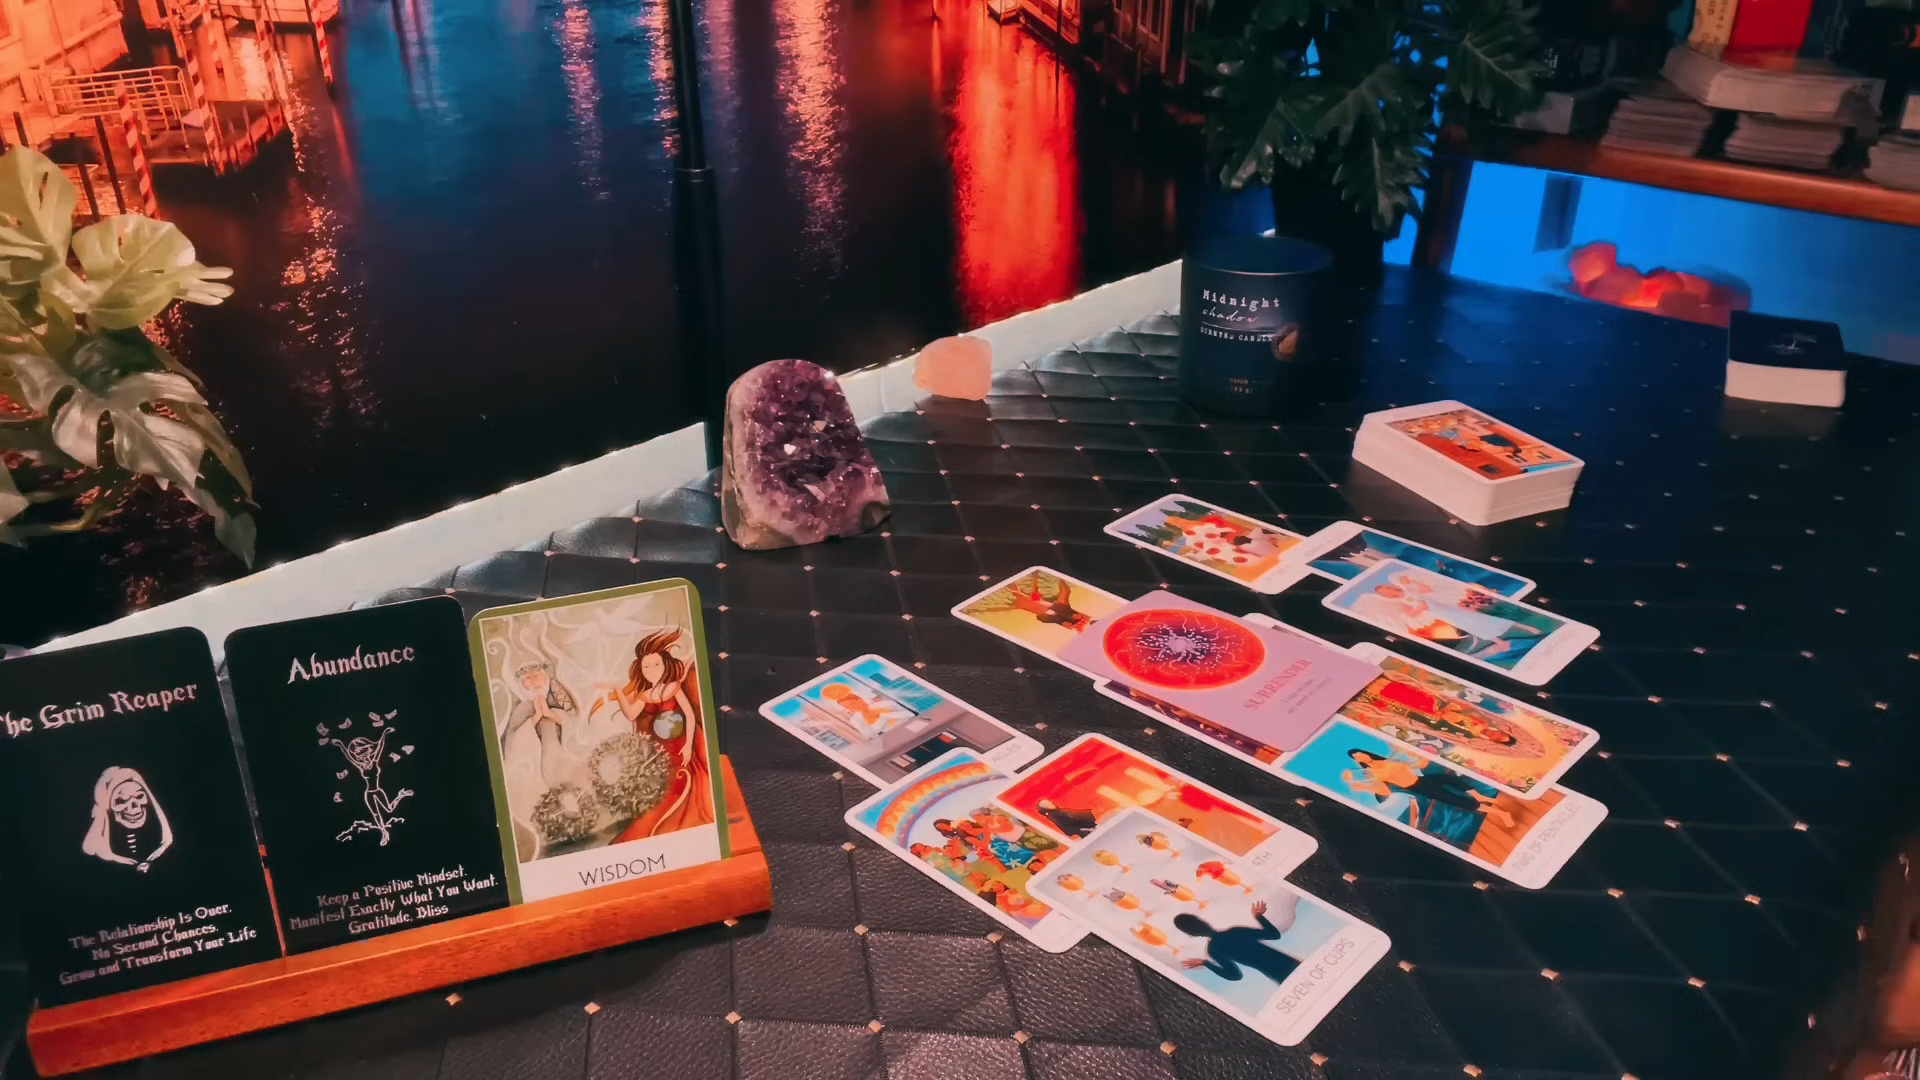 The Grim Reaper
The Relationship Is Over.
No Second Chances.
Grow and Transform Your Life
Abundance
Keep a Positive Mindset.
Manifest Exactly What You Want.
Gratitude. Bliss
WISDOM
Midnight
shadow
SCENTED CANDLE
SURRENDER
TWO OF PENTACLES
SEVEN OF CUPS